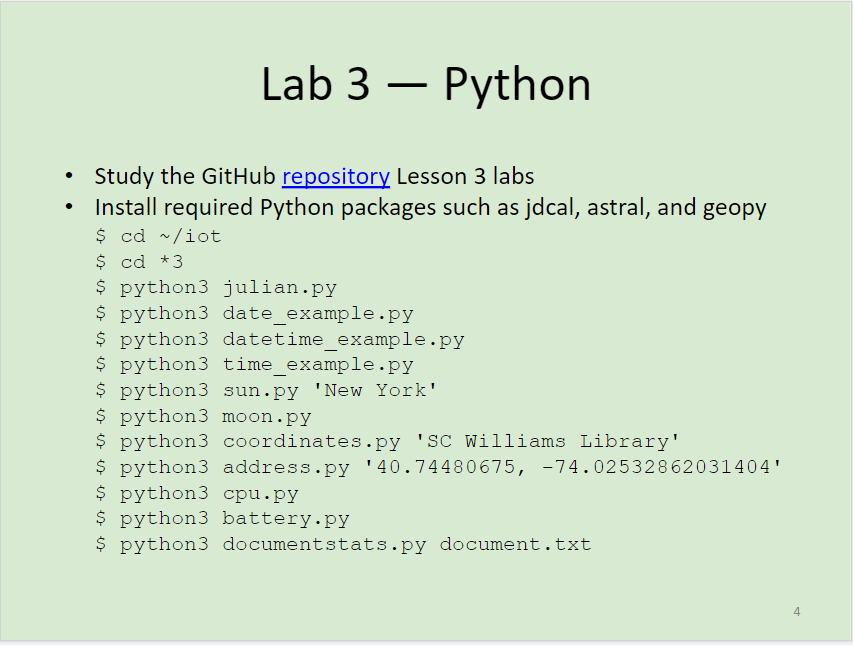 Lab 3 — Python
• Study the GitHub repository Lesson 3 labs
• Install required Python packages such as jdcal, astral, and geopy
$ cd ~/iot
$ cd *3
$ python3 julian.py
$ python3 date_example.py
$ python3 datetime_example.py
$ python3 time_example.py
$ python3 sun.py 'New York'
$ python3 moon.py
$ python3 coordinates.py 'SC Williams Library'
$ python3 address.py '40.74480675, -74.02532862031404'
$ python3 cpu.py
$ python3 battery.py
$ python3 documentstats.py document.txt
4